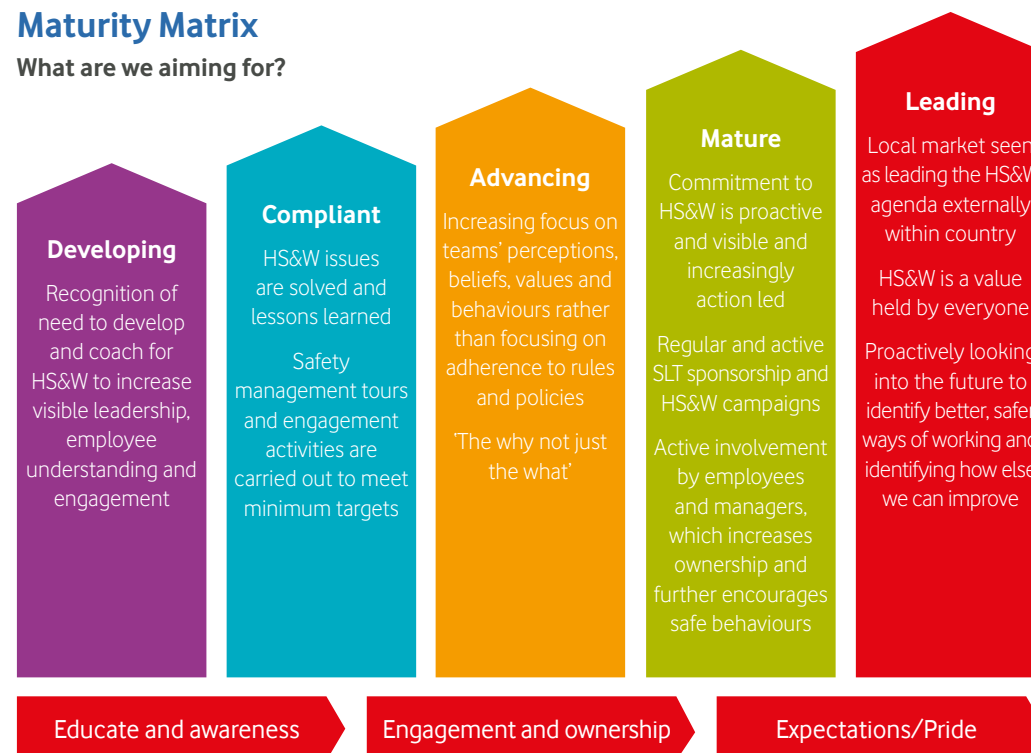 Maturity Matrix
What are we aiming for?
Developing
Recognition of
need to develop
and coach for
HS&W to increase
visible leadership,
employee
understanding and
engagement
Compliant
HS&W issues
are solved and
lessons learned
Safety
management tours
and engagement
activities are
carried out to meet
minimum targets
Advancing
Increasing focus on
teams’ perceptions,
beliefs, values and
behaviours rather
than focusing on
adherence to rules
and policies
‘The why not just
the what’
Mature
Commitment to
HS&W is proactive
and visible and
increasingly
action led
Regular and active
SLT sponsorship and
HS&W campaigns
Active involvement
by employees
and managers,
which increases
ownership and
further encourages
safe behaviours
Leading
Local market seen
as leading the HS&W
agenda externally
within country
HS&W is a value
held by everyone
Proactively looking
into the future to
identify better, safer
ways of working and
identifying how else
we can improve
Educate and awareness
Engagement and ownership
Expectations/Pride